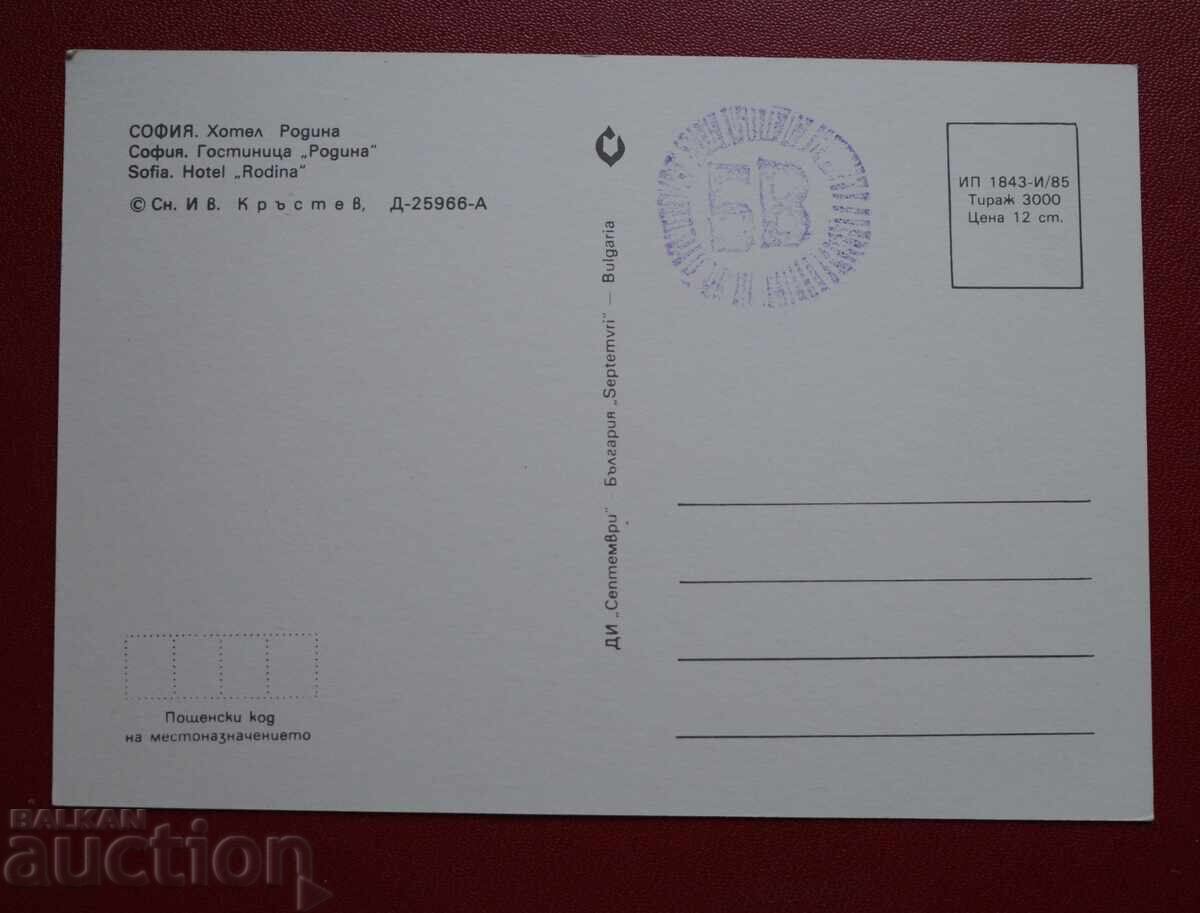 СОФИЯ. Хотел Родина
София. Гостиница „Родина“
Sofia. Hotel „Rodina“
© Сн. И в. Кръстев, Д-25966-А
БВ
ИП 1843-И/85
Тираж 3000
Цена 12 ст.
ДИ „Септември“ - България „Septemvri“ — Bulgaria
Пощенски код
на местоназначението
BALKAN
auction